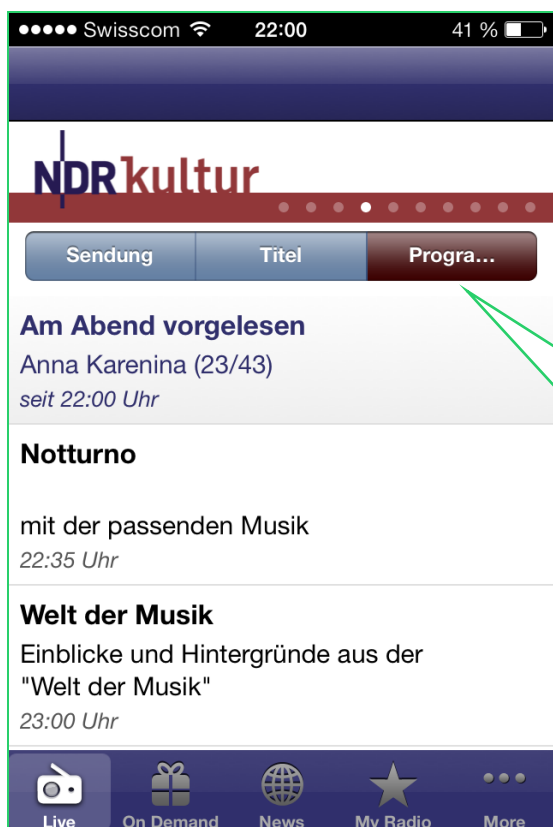 Swisscom 22:00 41 %
NDR kultur
Sendung Titel Progra...
Am Abend vorgelesen
Anna Karenina (23/43)
seit 22:00 Uhr
Notturno
mit der passenden Musik
22:35 Uhr
Welt der Musik
Einblicke und Hintergründe aus der
"Welt der Musik"
23:00 Uhr
Live On Demand News My Radio More